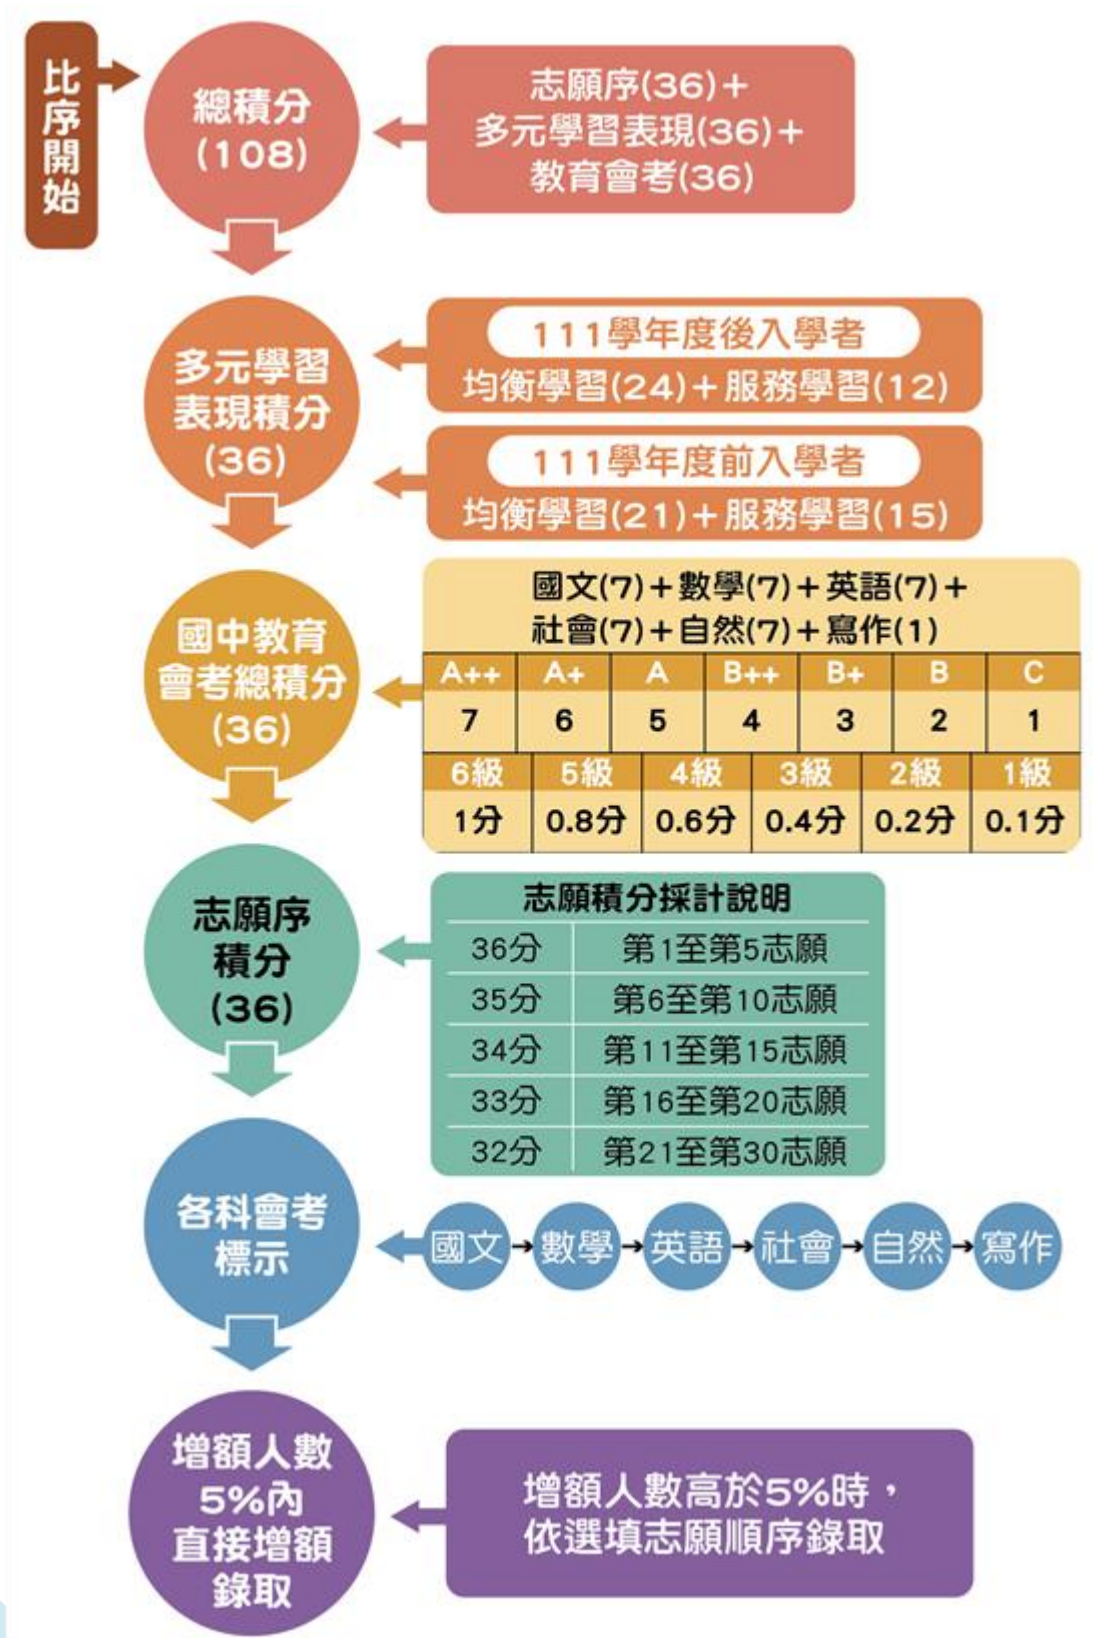 比序開始
總積分
(108)
志願序(36)+
多元學習表現(36)+
教育會考(36)
多元學習
表現積分
(36)
111學年度後入學者
均衡學習(24)+服務學習(12)
111學年度前入學者
均衡學習(21)+服務學習(15)
國中教育
會考總積分
(36)
國文(7)+數學(7)+英語(7)+
社會(7)+自然(7)+寫作(1)
A++ A+ A B++ B+ B C
7 6 5 4 3 2 1
6級 5級 4級 3級 2級 1級
1分 0.8分 0.6分 0.4分 0.2分 0.1分
志願序
積分
(36)
志願積分採計說明
36分 第1至第5志願
35分 第6至第10志願
34分 第11至第15志願
33分 第16至第20志願
32分 第21至第30志願
各科會考
標示
國文→數學→英語→社會→自然→寫作
增額人數
5%內
直接增額
錄取
增額人數高於5%時，
依選填志願順序錄取